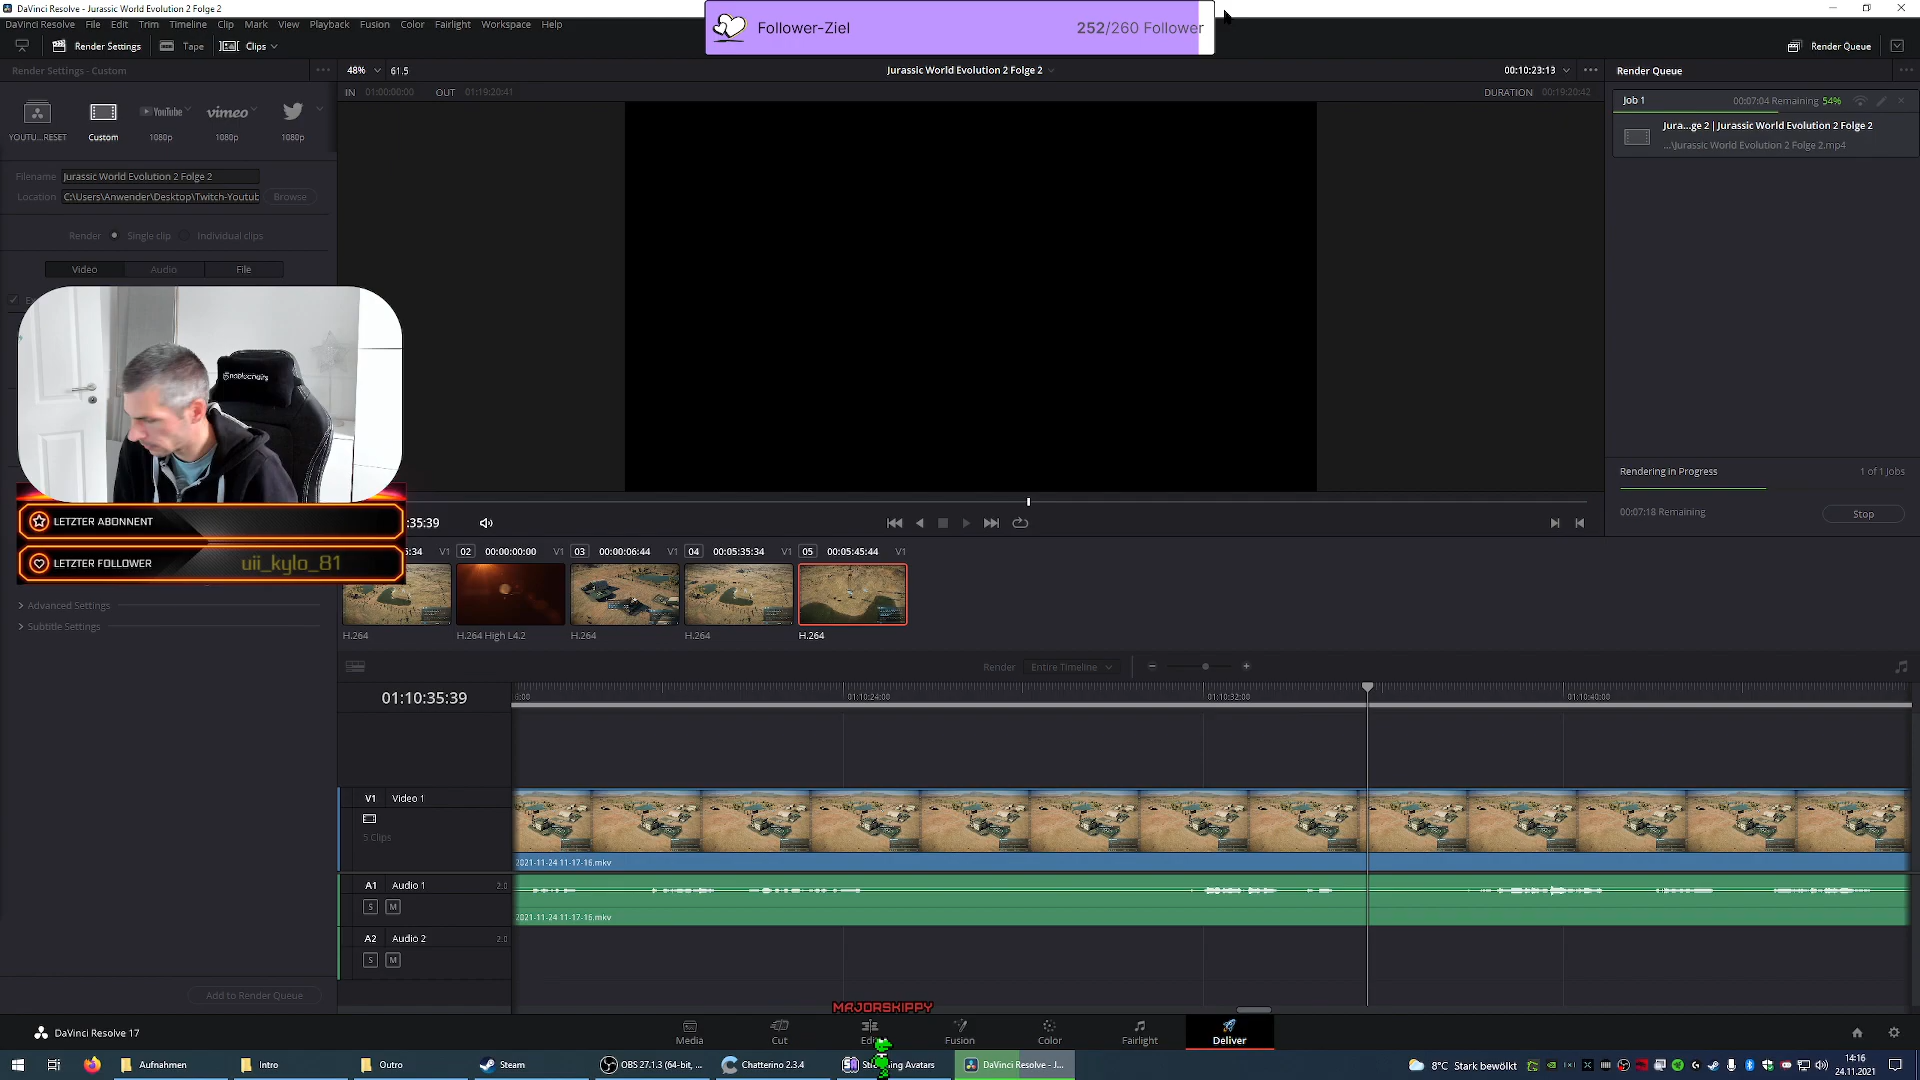 DaVinci Resolve - Jurassic World Evolution 2 Folge 2
DaVinci Resolve File Edit Trim Timeline Clip Mark View Playback Fusion Color Fairlight Workspace Help
Follower-Ziel 252/260 Follower
Render Settings Tape Clips Render Queue
Render Settings - Custom
48% 61.5 Jurassic World Evolution 2 Folge 2 00:10:23:13
Render Queue
IN 01:00:00:00 OUT 01:19:20:41 DURATION 00:19:20:42
Job 1 00:07:04 Remaining 54%
Jura...ge 2 | Jurassic World Evolution 2 Folge 2
...\Jurassic World Evolution 2 Folge 2.mp4
YouTube vimeo
YOUTU...RESET Custom 1080p 1080p 1080p
Filename Jurassic World Evolution 2 Folge 2
Location C:\Users\Anwender\Desktop\Twitch-Youtub Browse
Render Single clip Individual clips
Video Audio File
noblechairs
Rendering in Progress 1 of 1 Jobs
00:07:18 Remaining Stop
LETZTER ABONNENT
:35:39
LETZTER FOLLOWER uii_kylo_81
5:34 V1 02 00:00:00:00 V1 03 00:00:06:44 V1 04 00:05:35:34 V1 05 00:05:45:44 V1
H.264 H.264 High L4.2 H.264 H.264 H.264
Advanced Settings
Subtitle Settings
Render Entire Timeline
01:10:35:39
6:00 01:10:24:00 01:10:32:00 01:10:40:00
V1 Video 1
5 Clips
2021-11-24 11-17-16.mkv
A1 Audio 1 2.0
S M
2021-11-24 11-17-16.mkv
A2 Audio 2 2.0
S M
Add to Render Queue
MAJORSKIPPY
DaVinci Resolve 17
Media Cut Edit Fusion Color Fairlight Deliver
Aufnahmen Intro Outro Steam OBS 27.1.3 (64-bit, ... Chatterino 2.3.4 Avatars DaVinci Resolve - J...
8°C Stark bewölkt
14:16
24.11.2021